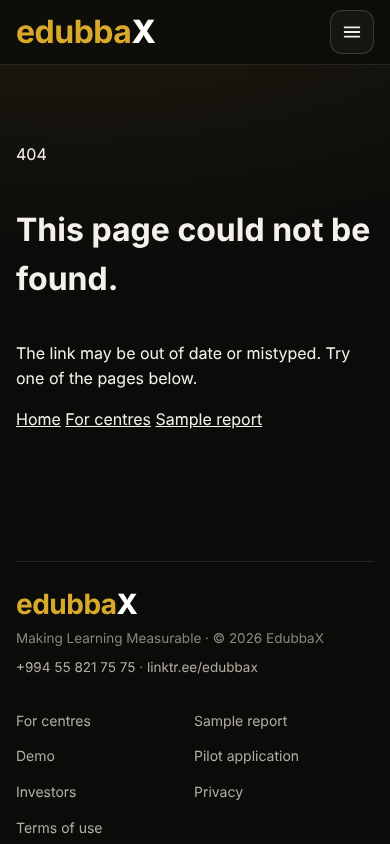 edubbaX
404
This page could not be
found.
The link may be out of date or mistyped. Try
one of the pages below.
Home For centres Sample report
edubbaX
Making Learning Measurable · © 2026 EdubbaX
+994 55 821 75 75 · linktr.ee/edubbax
For centres
Sample report
Demo
Pilot application
Investors
Privacy
Terms of use